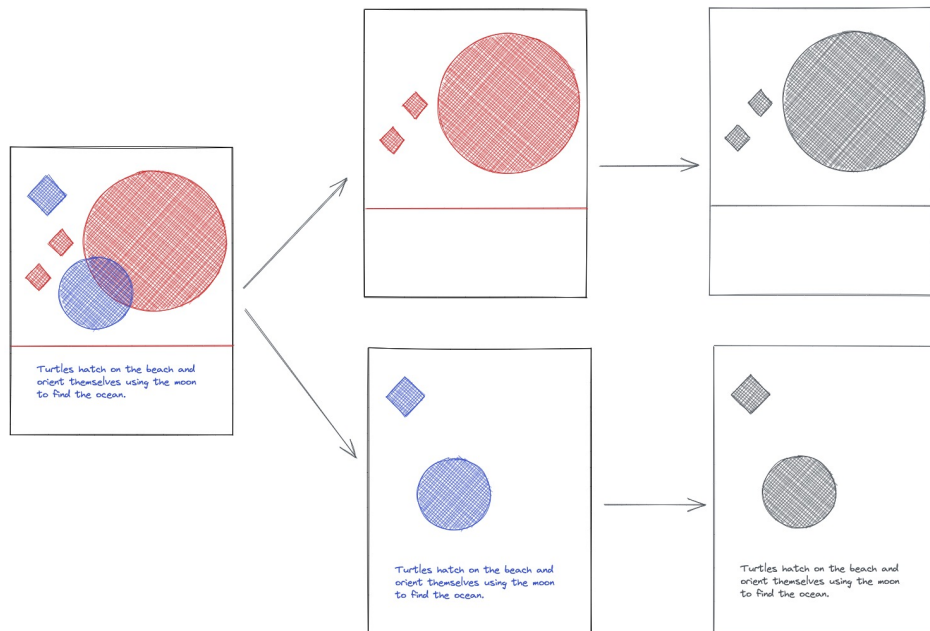 Turtles hatch on the beach and
orient themselves using the moon
to find the ocean.
Turtles hatch on the beach and
orient themselves using the moon
to find the ocean.
Turtles hatch on the beach and
orient themselves using the moon
to find the ocean.